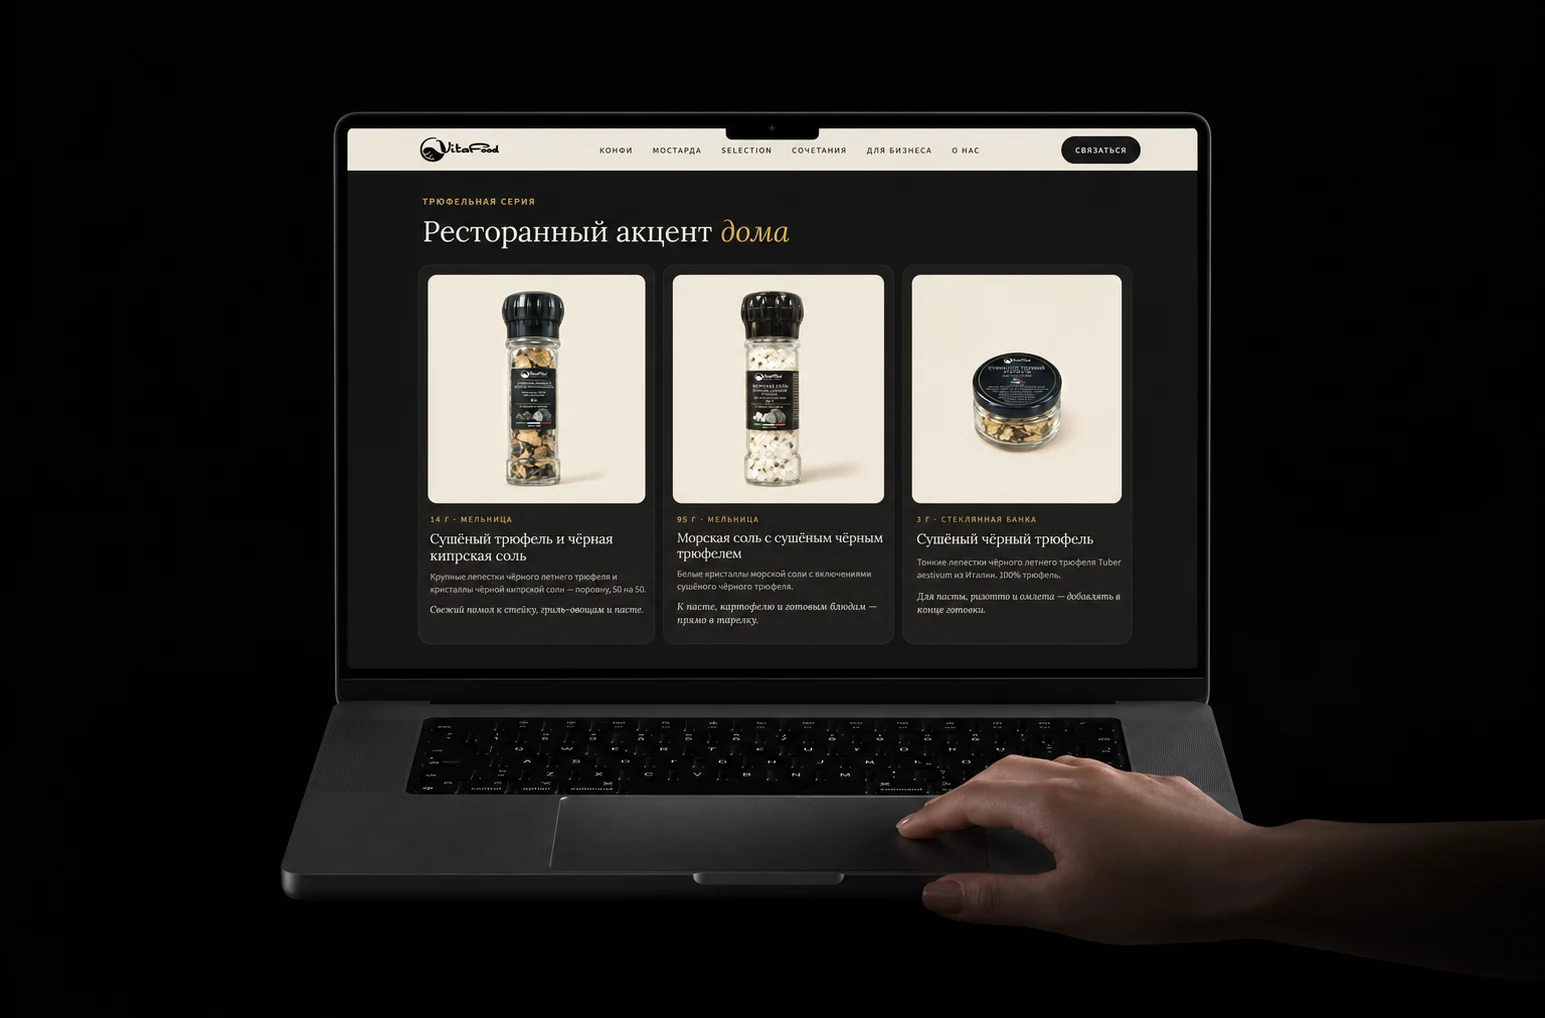 VitaFood
КОНФИ
МОСТАРДА
SELECTION
СОЧЕТАНИЯ
ДЛЯ БИЗНЕСА
О НАС
СВЯЗАТЬСЯ
ТРЮФЕЛЬНАЯ СЕРИЯ
Ресторанный акцент дома
14 Г · МЕЛЬНИЦА
Сушёный трюфель и чёрная
кипрская соль
Крупные лепестки чёрного летнего трюфеля и
кристаллы чёрной кипрской соли — поровну, 50 на 50.
Свежий помол к стейку, гриль-овощам и пасте.
95 Г · МЕЛЬНИЦА
Морская соль с сушёным чёрным
трюфелем
Белые кристаллы морской соли с включениями
сушёного чёрного трюфеля.
К пасте, картофелю и готовым блюдам —
прямо в тарелку.
3 Г · СТЕКЛЯННАЯ БАНКА
Сушёный чёрный трюфель
Тонкие лепестки чёрного летнего трюфеля Tuber
aestivum из Италии. 100% трюфель.
Для пасты, ризотто и омлета — добавлять в
конце готовки.
control option command
command